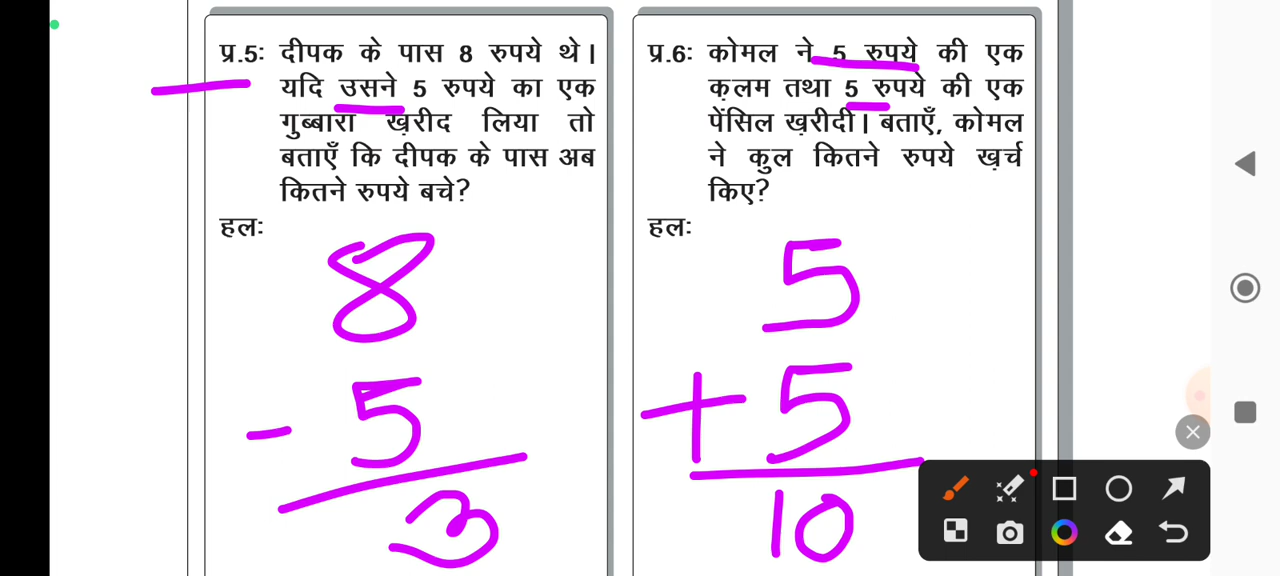 प्र.5: दीपक के पास 8 रुपये थे।
यदि उसने 5 रुपये का एक
गुब्बारा ख़रीद लिया तो
बताएँ कि दीपक के पास अब
कितने रुपये बचे?
हल:
8
- 5
3
प्र.6: कोमल ने 5 रुपये की एक
क़लम तथा 5 रुपये की एक
पेंसिल ख़रीदी। बताएँ, कोमल
ने कुल कितने रुपये ख़र्च
किए?
हल:
5
+ 5
10